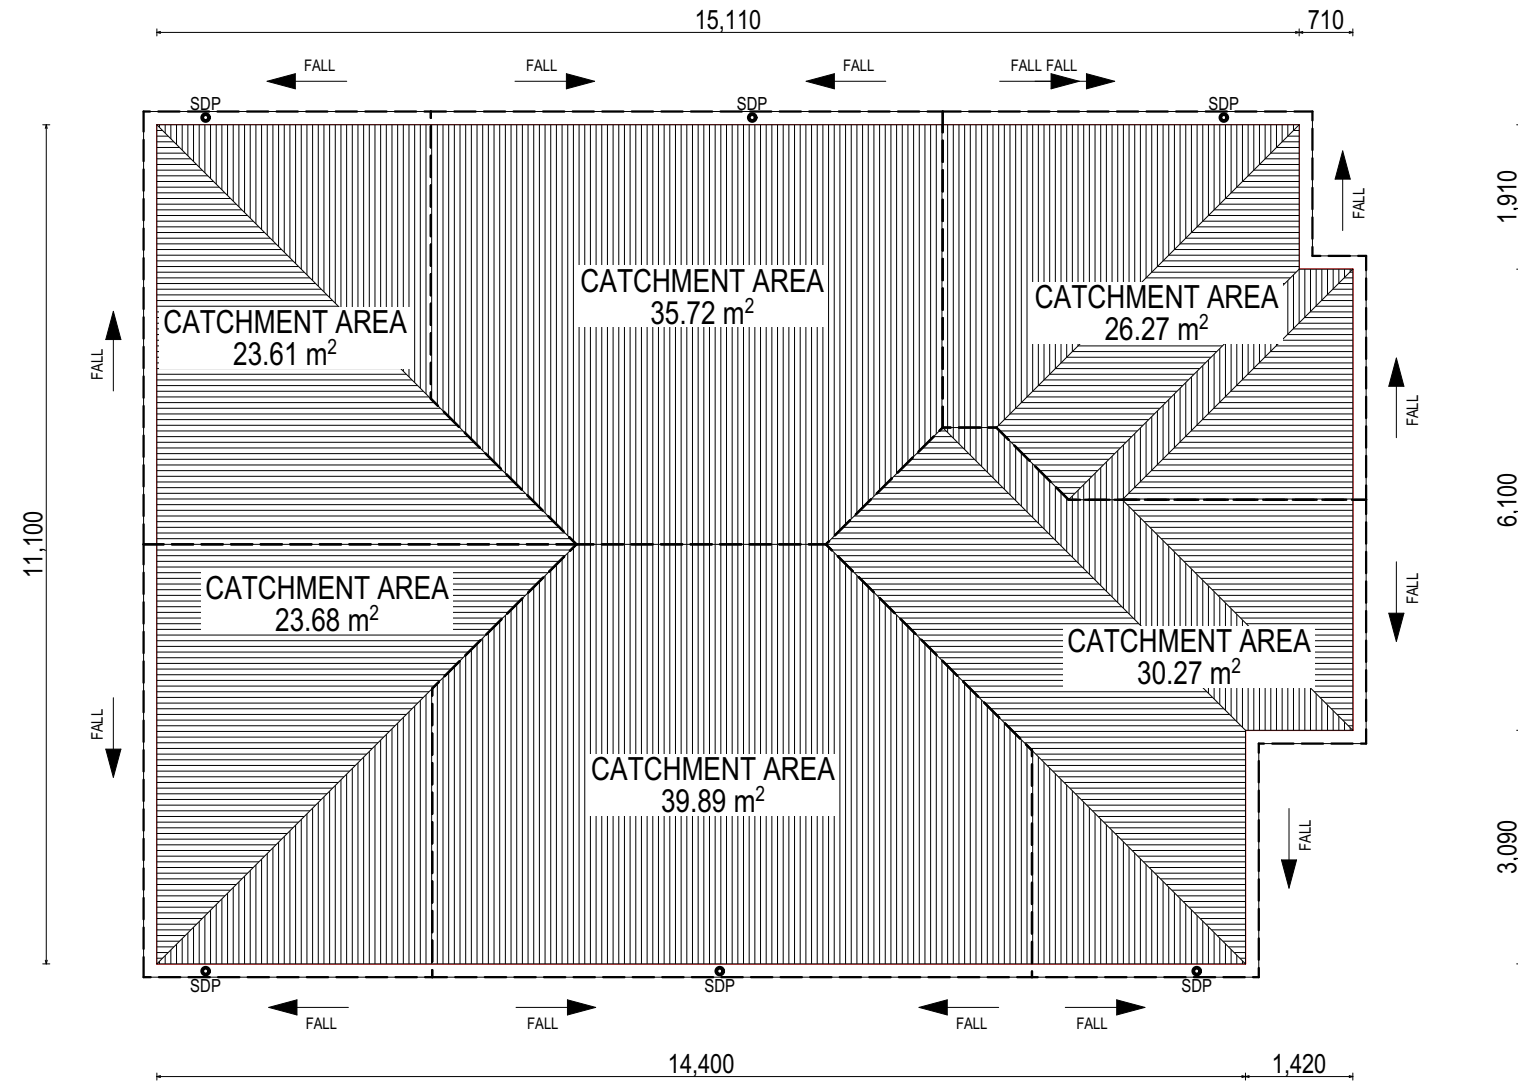 15,110
710
FALL
FALL
FALL
FALL
FALL
SDP
SDP
SDP
1,910
FALL
CATCHMENT AREA
35.72 m²
CATCHMENT AREA
26.27 m²
CATCHMENT AREA
23.61 m²
FALL
FALL
11,100
6,100
CATCHMENT AREA
23.68 m²
FALL
CATCHMENT AREA
30.27 m²
FALL
CATCHMENT AREA
39.89 m²
FALL
3,090
SDP
SDP
SDP
FALL
FALL
FALL
FALL
14,400
1,420